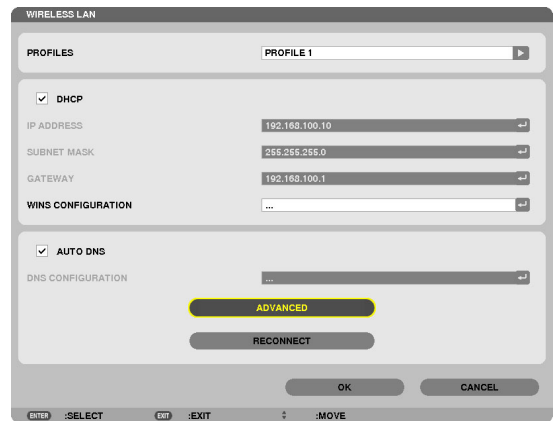 WIRELESS LAN
PROFILES PROFILE 1
DHCP
IP ADDRESS 192.168.100.10
SUBNET MASK 255.255.255.0
GATEWAY 192.168.100.1
WINS CONFIGURATION ...
AUTO DNS
DNS CONFIGURATION ...
ADVANCED
RECONNECT
OK CANCEL
ENTER :SELECT EXIT :EXIT :MOVE